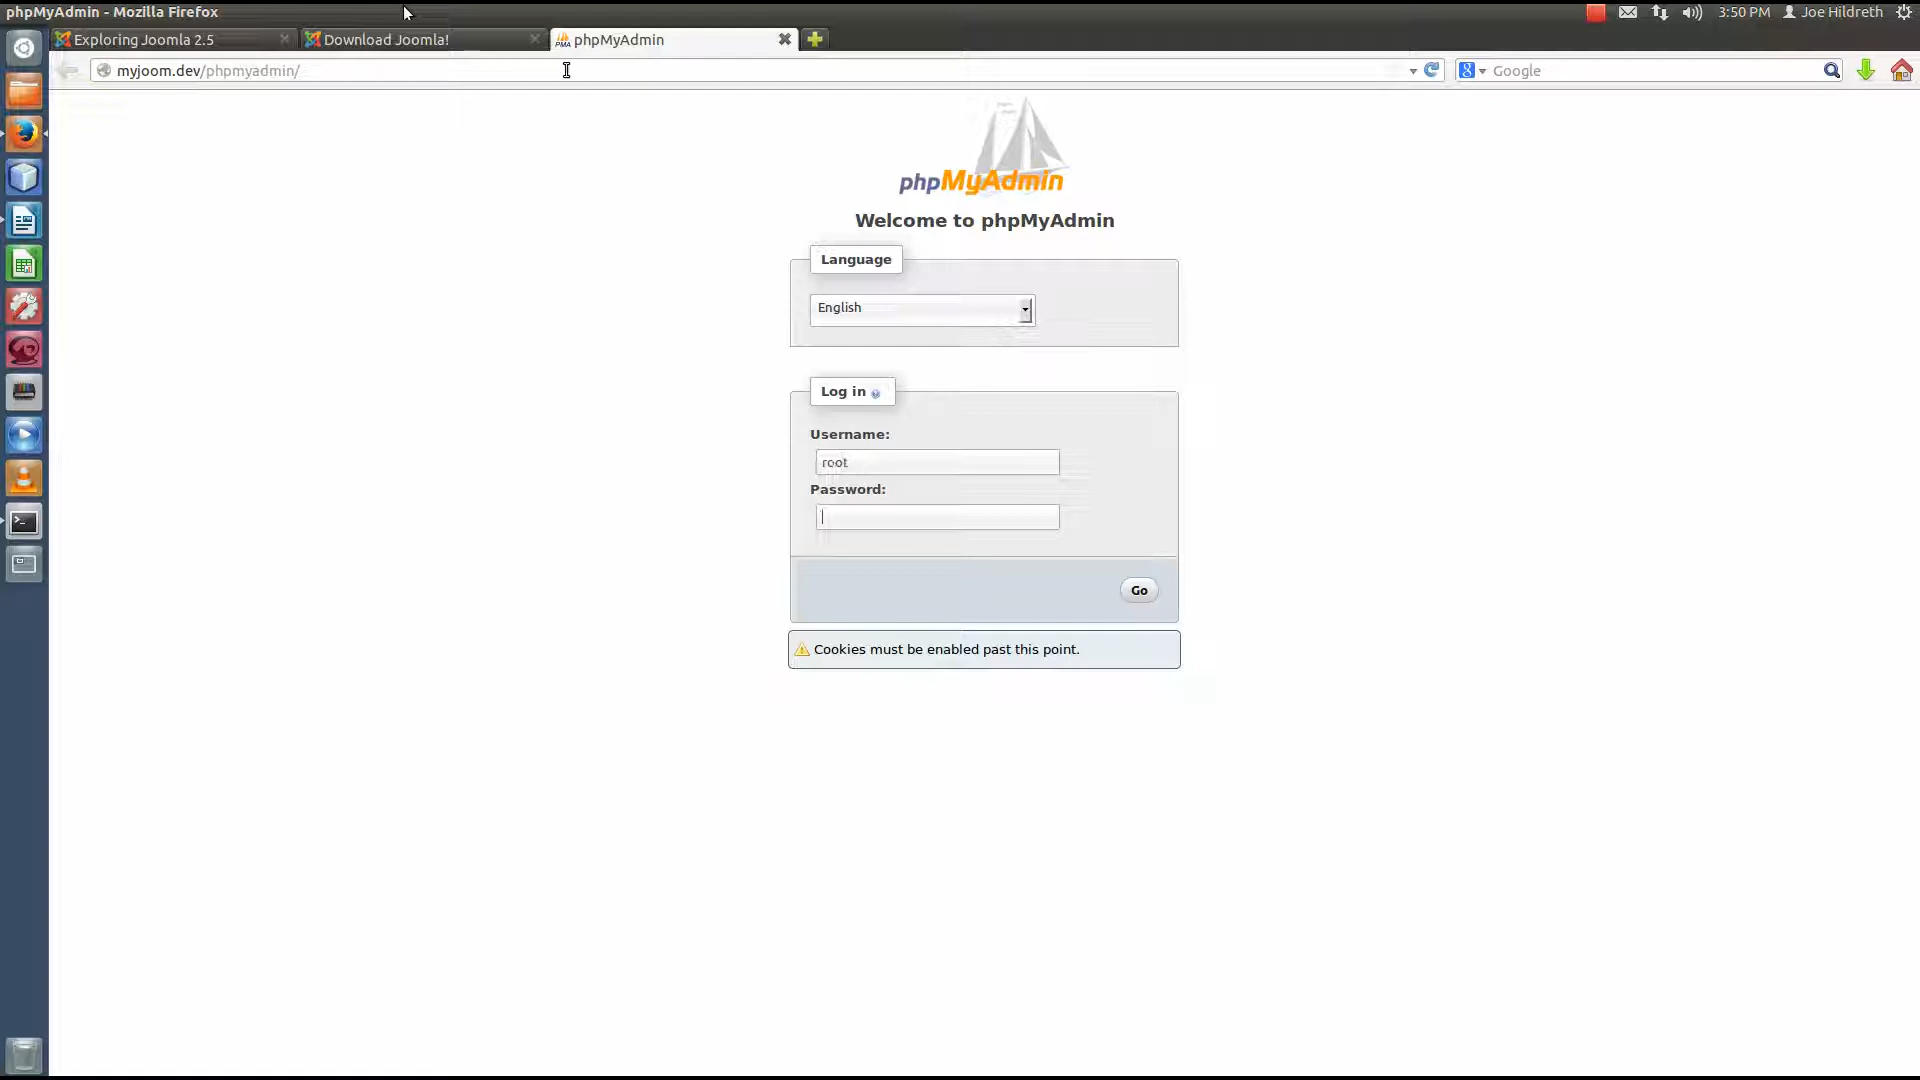 phpMyAdmin - Mozilla Firefox
3:50 PM
Joe Hildreth
Exploring Joomla 2.5
Download Joomla!
PMA
phpMyAdmin
myjoom.dev/phpmyadmin/
8
Google
phpMyAdmin
Welcome to phpMyAdmin
Language
English
Log in
Username:
root
Password:
Go
Cookies must be enabled past this point.